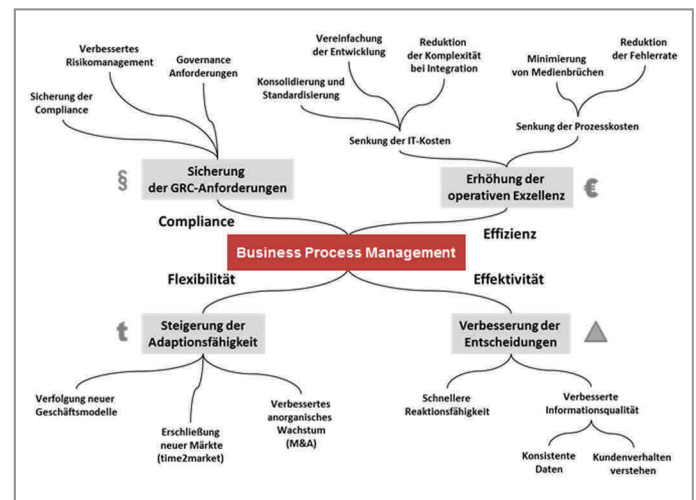 Verbessertes
Risikomanagement
Governance
Anforderungen
Sicherung der
Compliance
Vereinfachung
der Entwicklung
Reduktion
der Komplexität
bei Integration
Konsolidierung und
Standardisierung
Minimierung
von Medienbrüchen
Reduktion
der Fehlerrate
Senkung der IT-Kosten
Senkung der Prozesskosten
§
Sicherung
der GRC-Anforderungen
Erhöhung der
operativen Exzellenz
€
Compliance
Effizienz
Business Process Management
Flexibilität
Effektivität
t
Steigerung der
Adaptionsfähigkeit
Verbesserung der
Entscheidungen
Verfolgung neuer
Geschäftsmodelle
Erschließung
neuer Märkte
(time2market)
Verbessertes
anorganisches
Wachstum
(M&A)
Schnellere
Reaktionsfähigkeit
Verbesserte
Informationsqualität
Konsistente
Daten
Kundenverhalten
verstehen